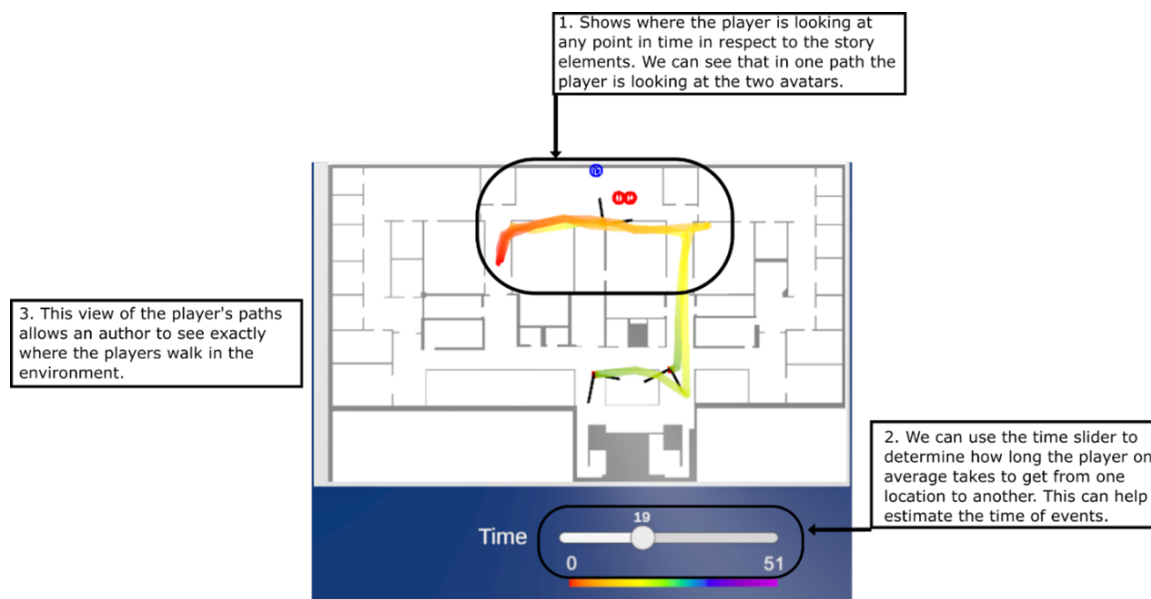 1. Shows where the player is looking at
any point in time in respect to the story
elements. We can see that in one path the
player is looking at the two avatars.
3. This view of the player's paths
allows an author to see exactly
where the players walk in the
environment.
2. We can use the time slider to
determine how long the player on
average takes to get from one
location to another. This can help
estimate the time of events.
19
Time
0 51